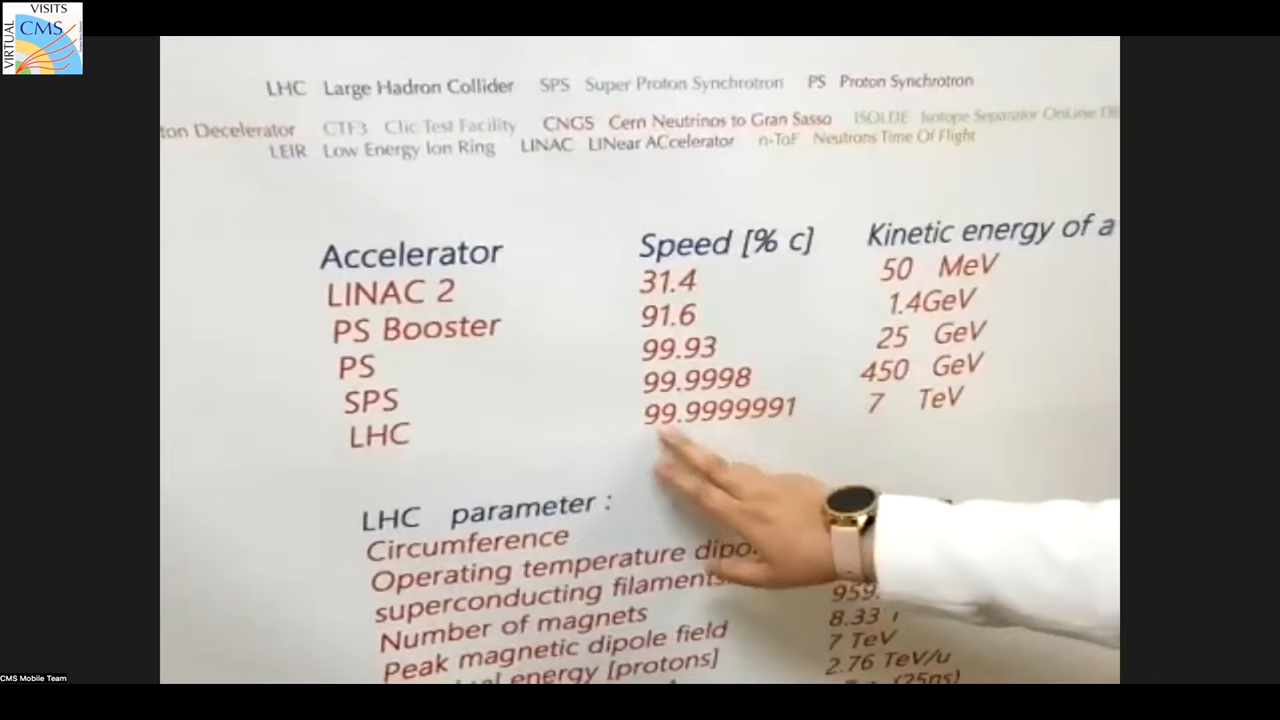 VISITS
VIRTUAL
CMS
LHC Large Hadron Collider SPS Super Proton Synchrotron PS Proton Synchrotron
Decelerator CTF3 Clic Test Facility CNGS Cern Neutrinos to Gran Sasso ISOLDE Isotope Separator OnLine
LEIR Low Energy Ion Ring LINAC LINear ACcelerator n-ToF Neutrons Time Of Flight
Accelerator Speed [% c] Kinetic energy of a
LINAC 2 31.4 50 MeV
PS Booster 91.6 1.4GeV
PS 99.93 25 GeV
SPS 99.9998 450 GeV
LHC 99.9999991 7 TeV
LHC parameter :
Circumference
Operating temperature
superconducting filaments
Number of magnets 959.
Peak magnetic dipole field 8.33
energy [protons] 7 TeV
2.76 TeV/u
(25ns)
CMS Mobile Team